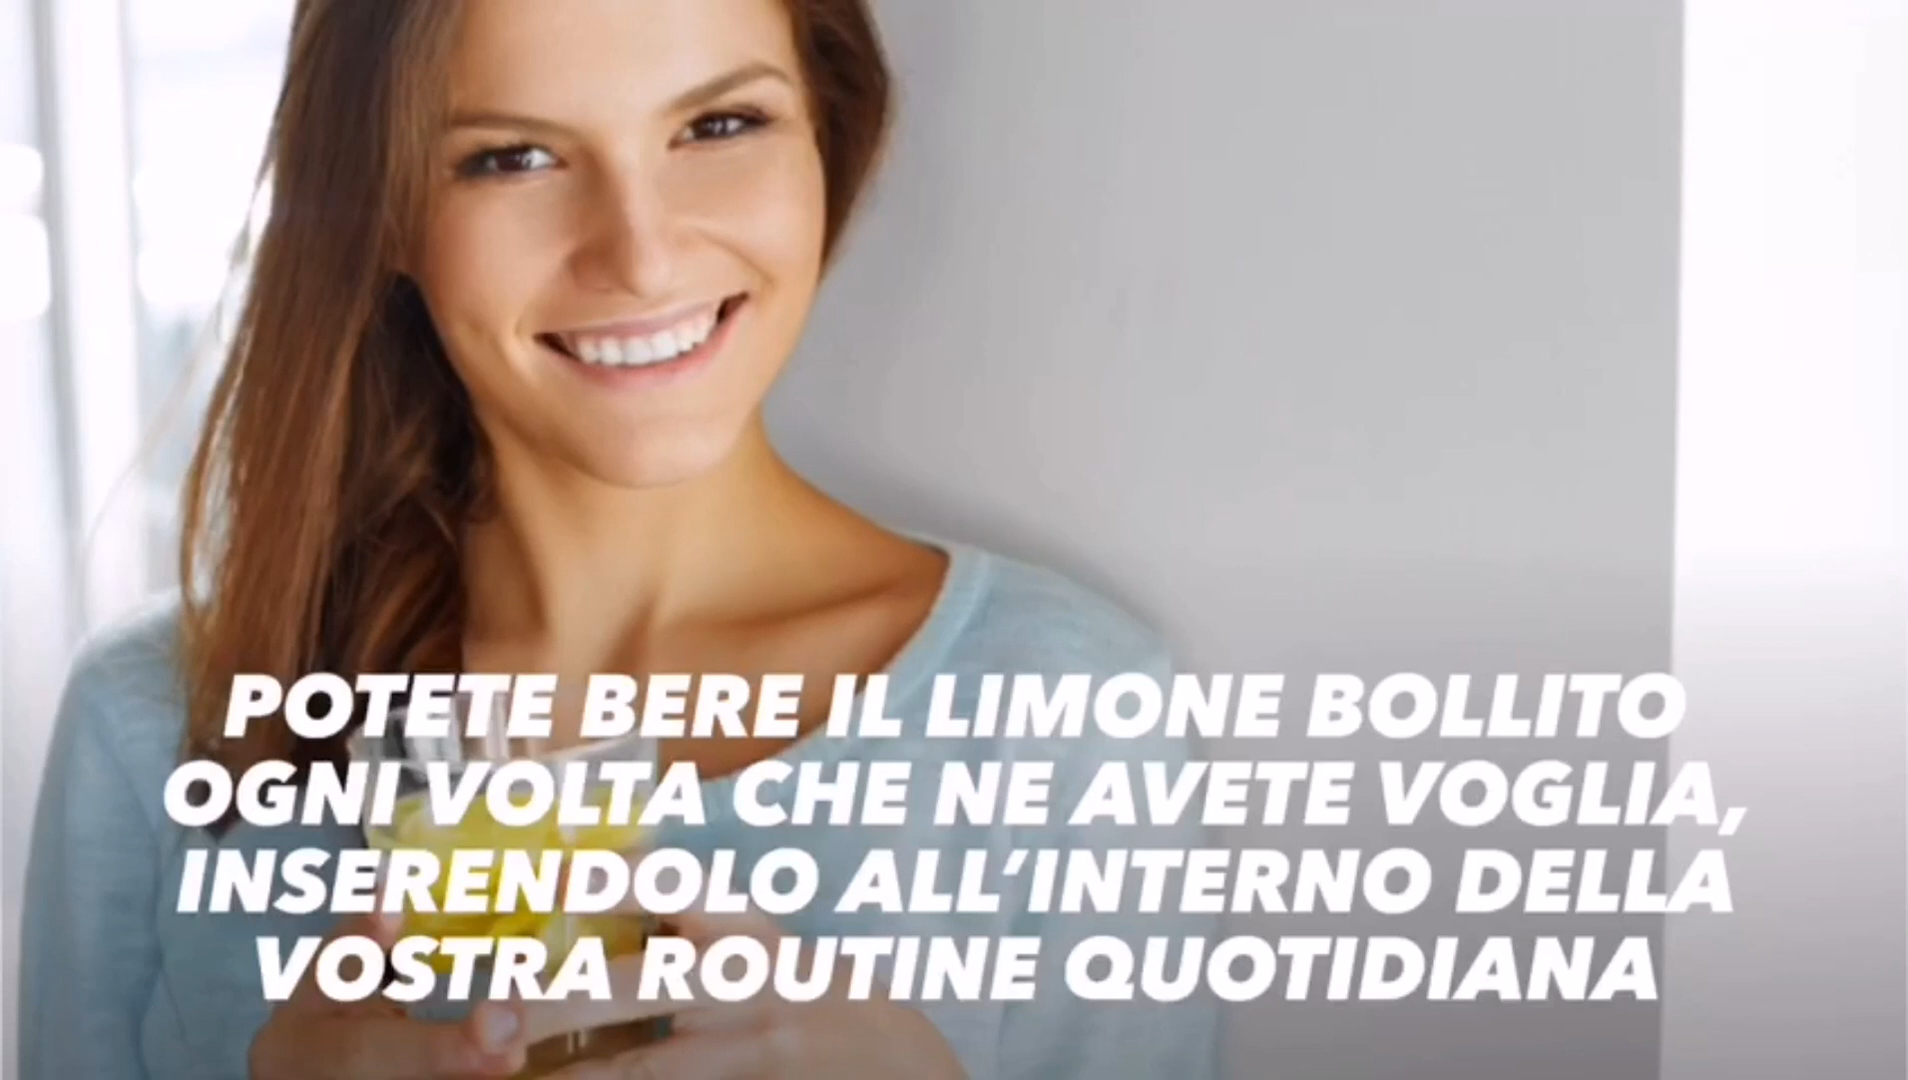 POTETE BERE IL LIMONE BOLLITO
OGNI VOLTA CHE NE AVETE VOGLIA,
INSERENDOLO ALL’INTERNO DELLA
VOSTRA ROUTINE QUOTIDIANA